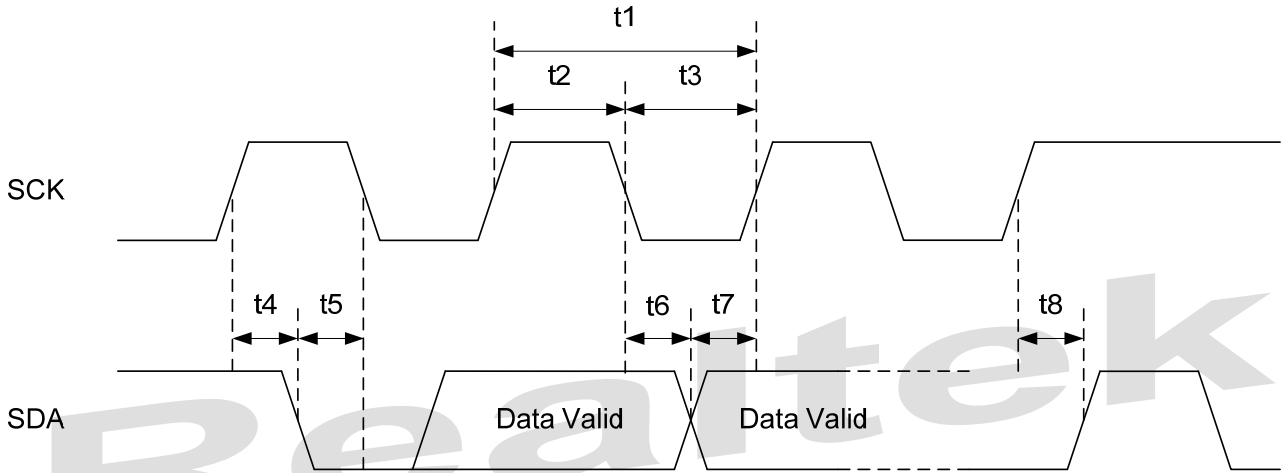 t1
t2
t3
SCK
t4
t5
t6
t7
t8
SDA
Data Valid
Data Valid
Realtek